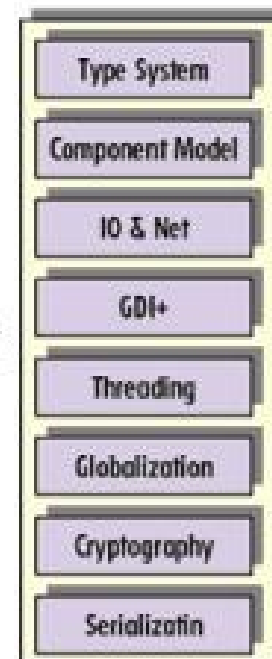 Type System
Component Model
IO & Net
GDI+
Threading
Globalization
Cryptography
Serializatin